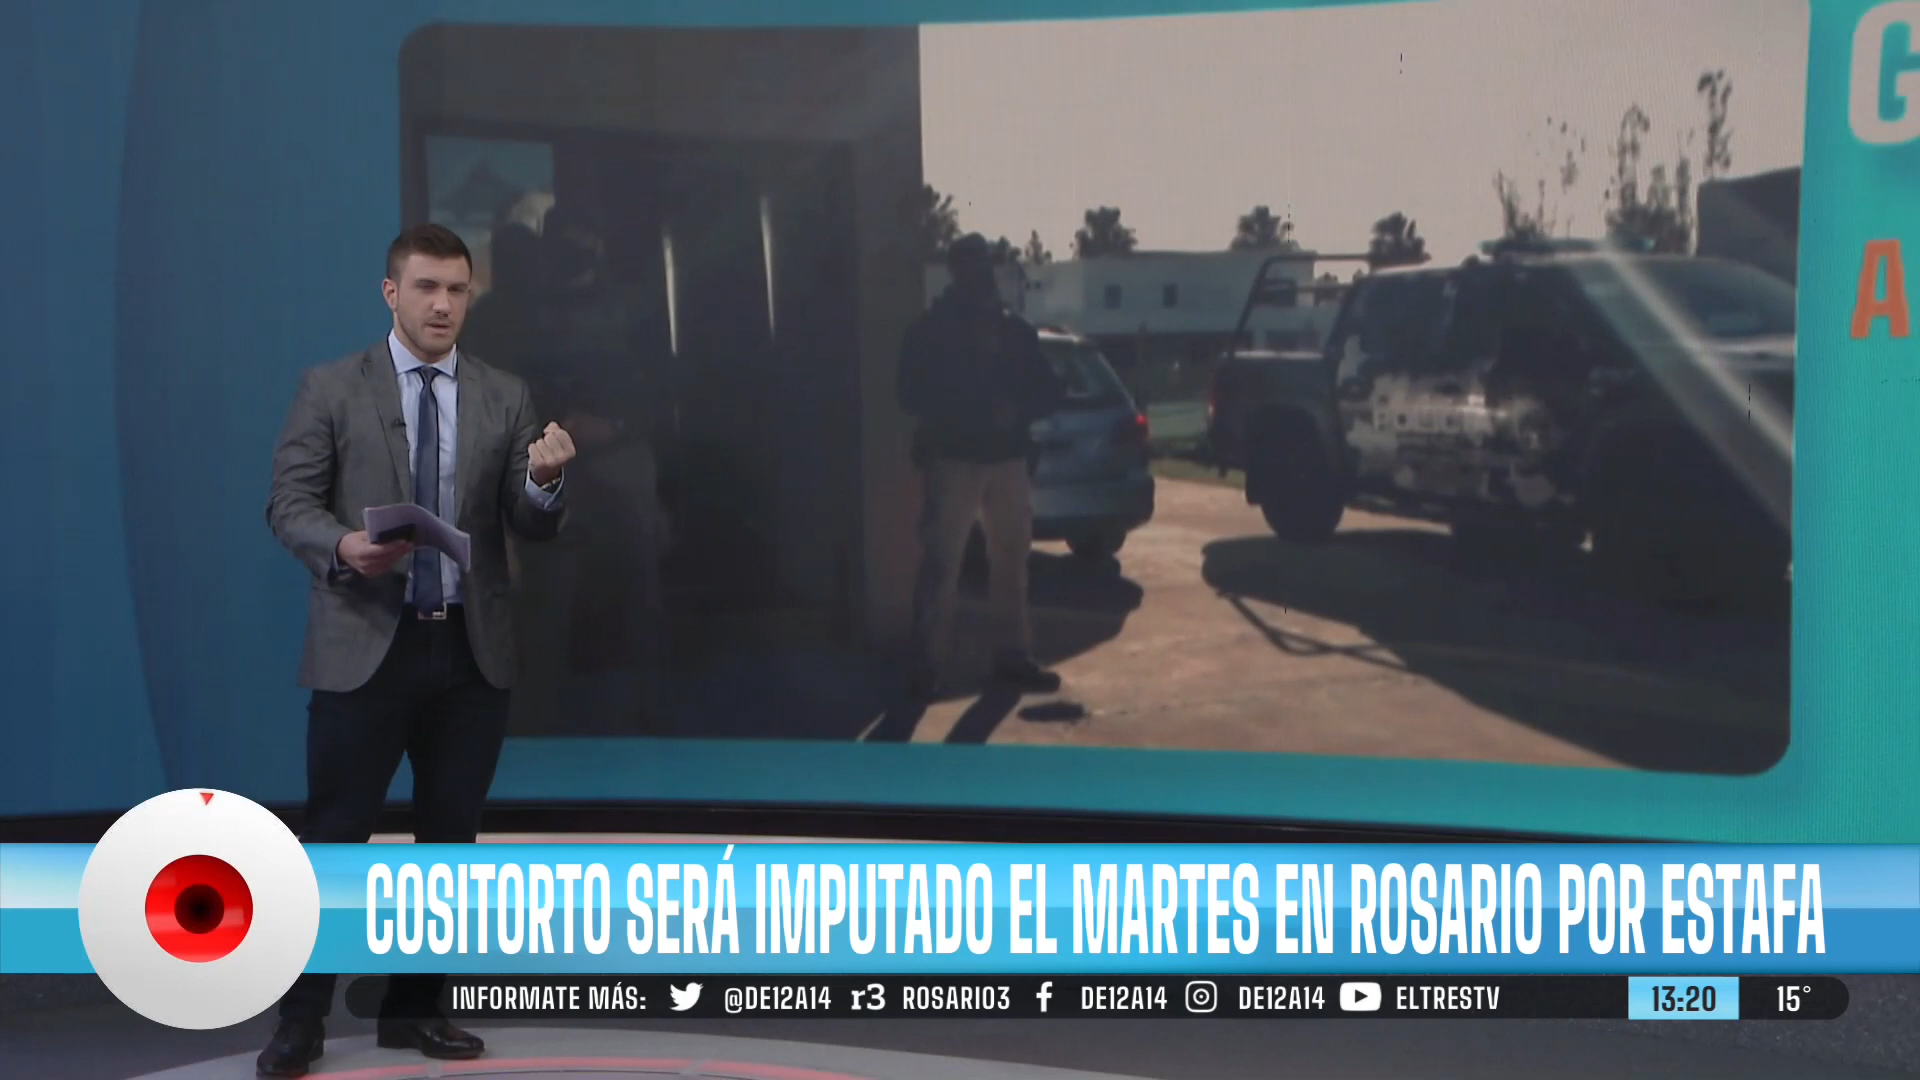 G
A
COSITORTO SERÁ IMPUTADO EL MARTES EN ROSARIO POR ESTAFA
INFORMATE MÁS: @DE12A14 r3 ROSARIO3 DE12A14 DE12A14 ELTRESTV 13:20 15°